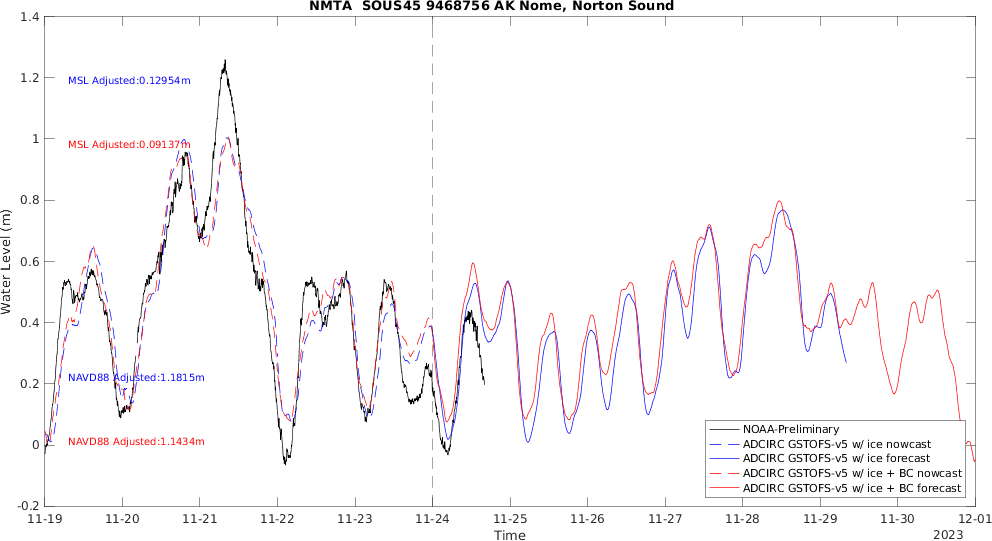 NMTA  SOUS45 9468756 AK Nome, Norton Sound
1.4
1.2
1
0.8
0.6
0.4
0.2
0
-0.2
Water Level (m)
MSL Adjusted:0.12954m
MSL Adjusted:0.09137m
NAVD88 Adjusted:1.1815m
NAVD88 Adjusted:1.1434m
NOAA-Preliminary
ADCIRC GSTOFS-v5 w/ ice nowcast
ADCIRC GSTOFS-v5 w/ ice forecast
ADCIRC GSTOFS-v5 w/ ice + BC nowcast
ADCIRC GSTOFS-v5 w/ ice + BC forecast
11-19 11-20 11-21 11-22 11-23 11-24 11-25 11-26 11-27 11-28 11-29 11-30 12-01
Time
2023